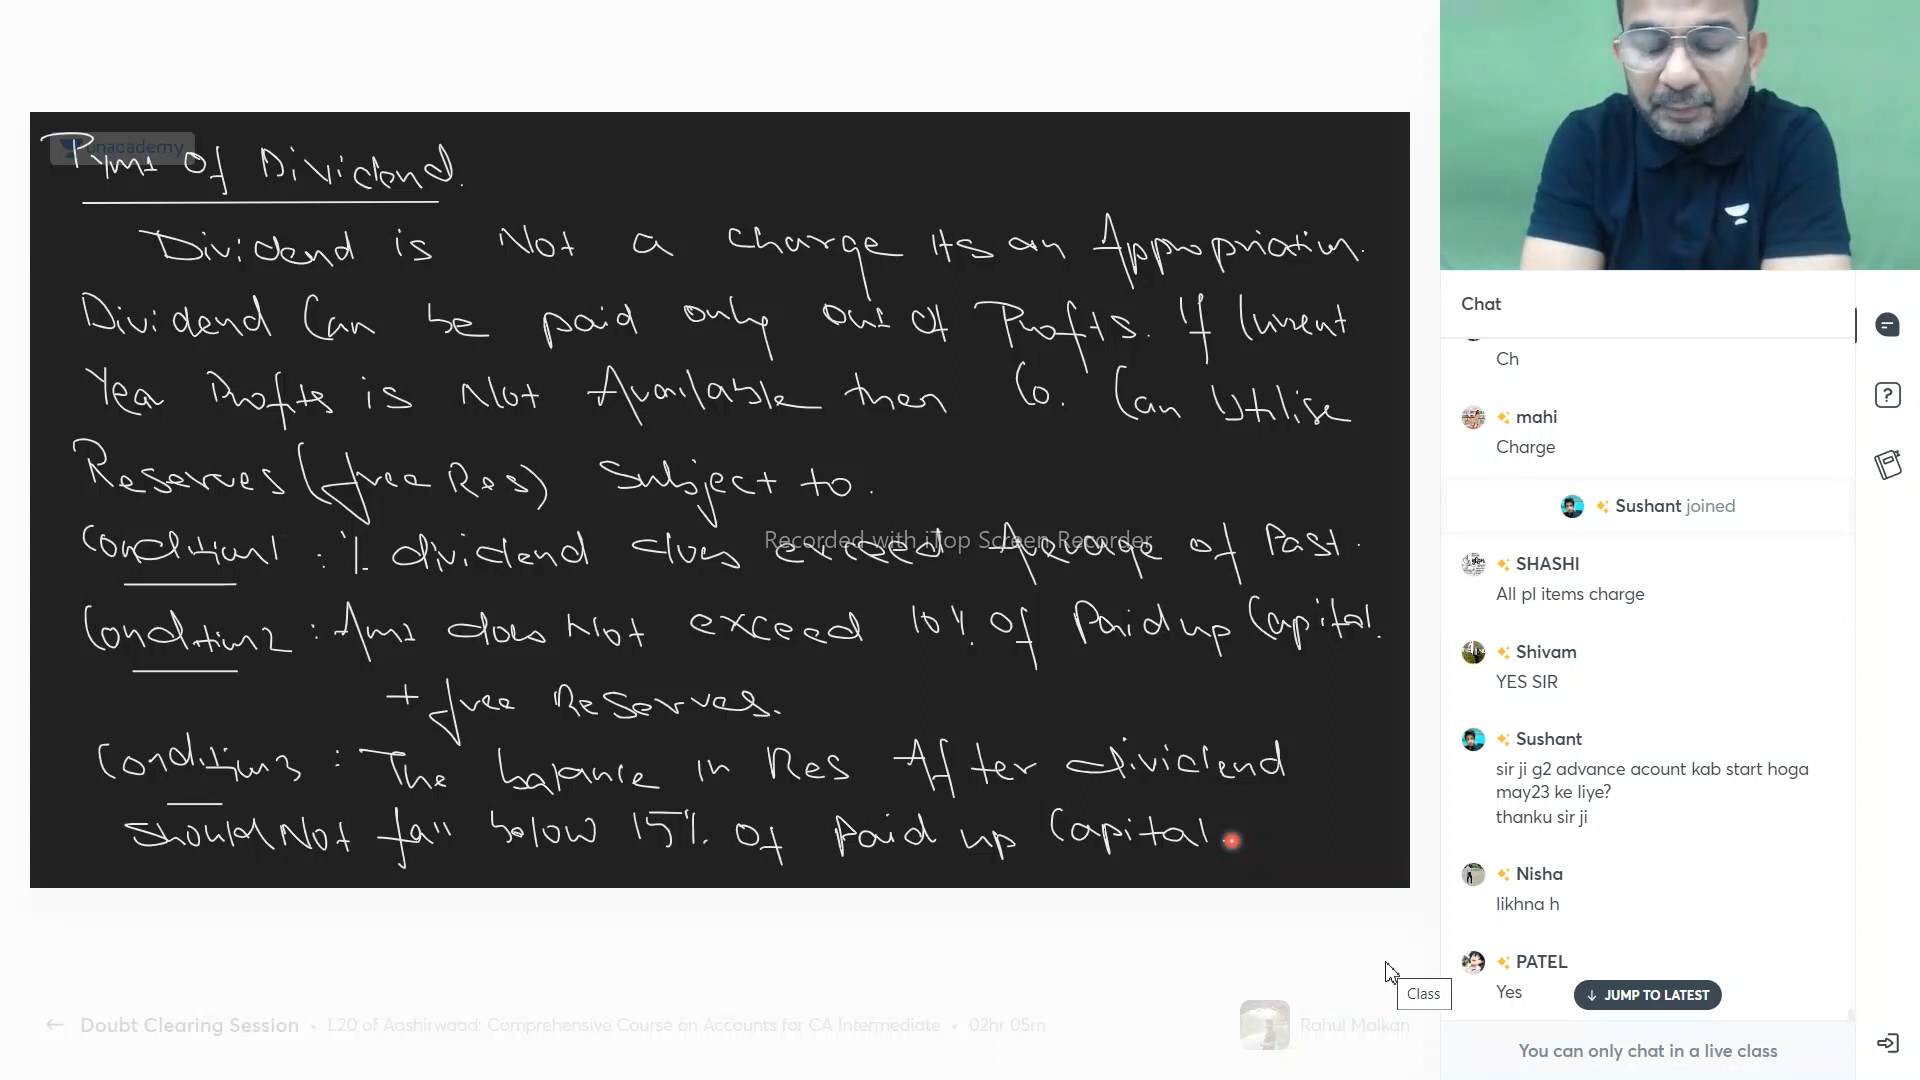 unacademy
Pymt Of Dividend.
Dividend is Not a charge its an Appropriation.
Dividend Can be paid only out of Profits. If Current
Year Profits is Not Available then Co. Can Utilise
Reserves (free Res) Subject to.
Condition1 : % dividend does exceed Average of Past.
Condition2 : Amt does Not exceed 10% of Paid up Capital.
+ free Reserves.
Condition3 : The balance in Res After dividend
should Not fall below 15% of Paid up Capital.
Recorded with iTop Screen Recorder
Doubt Clearing Session • L20 of Aashirwaad: Comprehensive Course on Accounts for CA Intermediate • 02hr 05m
Rahul Malkan
Class
Chat
Ch
mahi
Charge
Sushant joined
SHASHI
All pl items charge
Shivam
YES SIR
Sushant
sir ji g2 advance acount kab start hoga
may23 ke liye?
thanku sir ji
Nisha
likhna h
PATEL
Yes
JUMP TO LATEST
You can only chat in a live class